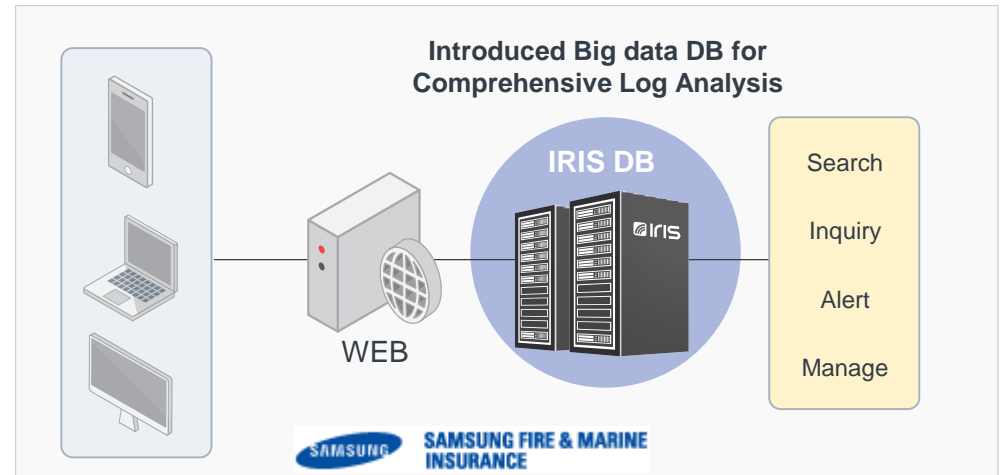 Introduced Big data DB for
Comprehensive Log Analysis
IRIS DB
IRIS
WEB
Search
Inquiry
Alert
Manage
SAMSUNG
SAMSUNG FIRE & MARINE
INSURANCE